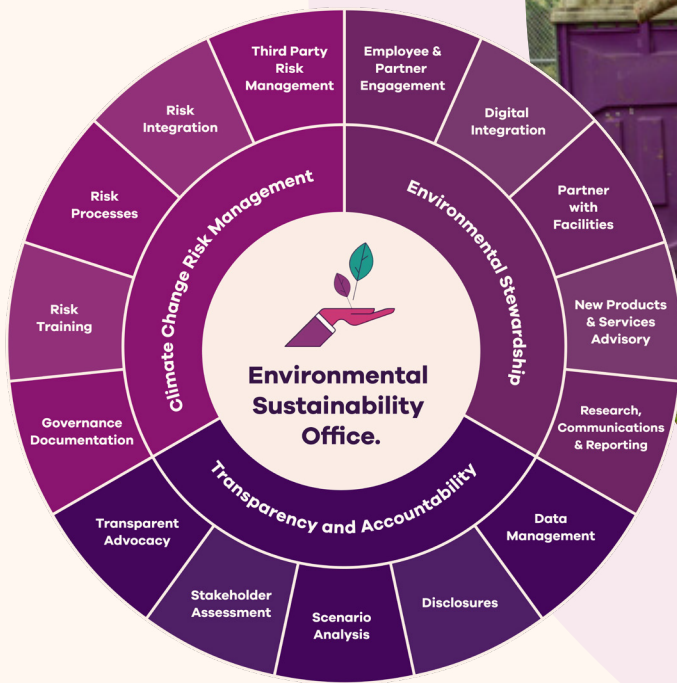 Environmental
Sustainability
Office.
Climate Change Risk Management
Third Party
Risk
Management
Risk
Integration
Risk
Processes
Risk
Training
Governance
Documentation
Environmental Stewardship
Employee &
Partner
Engagement
Digital
Integration
Partner
with
Facilities
New Products
& Services
Advisory
Research,
Communications
& Reporting
Transparency and Accountability
Data
Management
Disclosures
Scenario
Analysis
Stakeholder
Assessment
Transparent
Advocacy